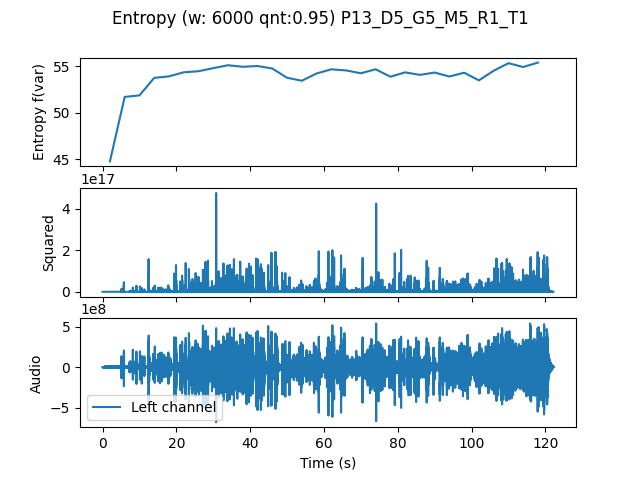 Entropy (w: 6000 qnt:0.95) P13_D5_G5_M5_R1_T1
Entropy f(var)
55
50
45
1e17
Squared
4
2
0
1e8
Audio
5
0
−5
Left channel
0 20 40 60 80 100 120
Time (s)